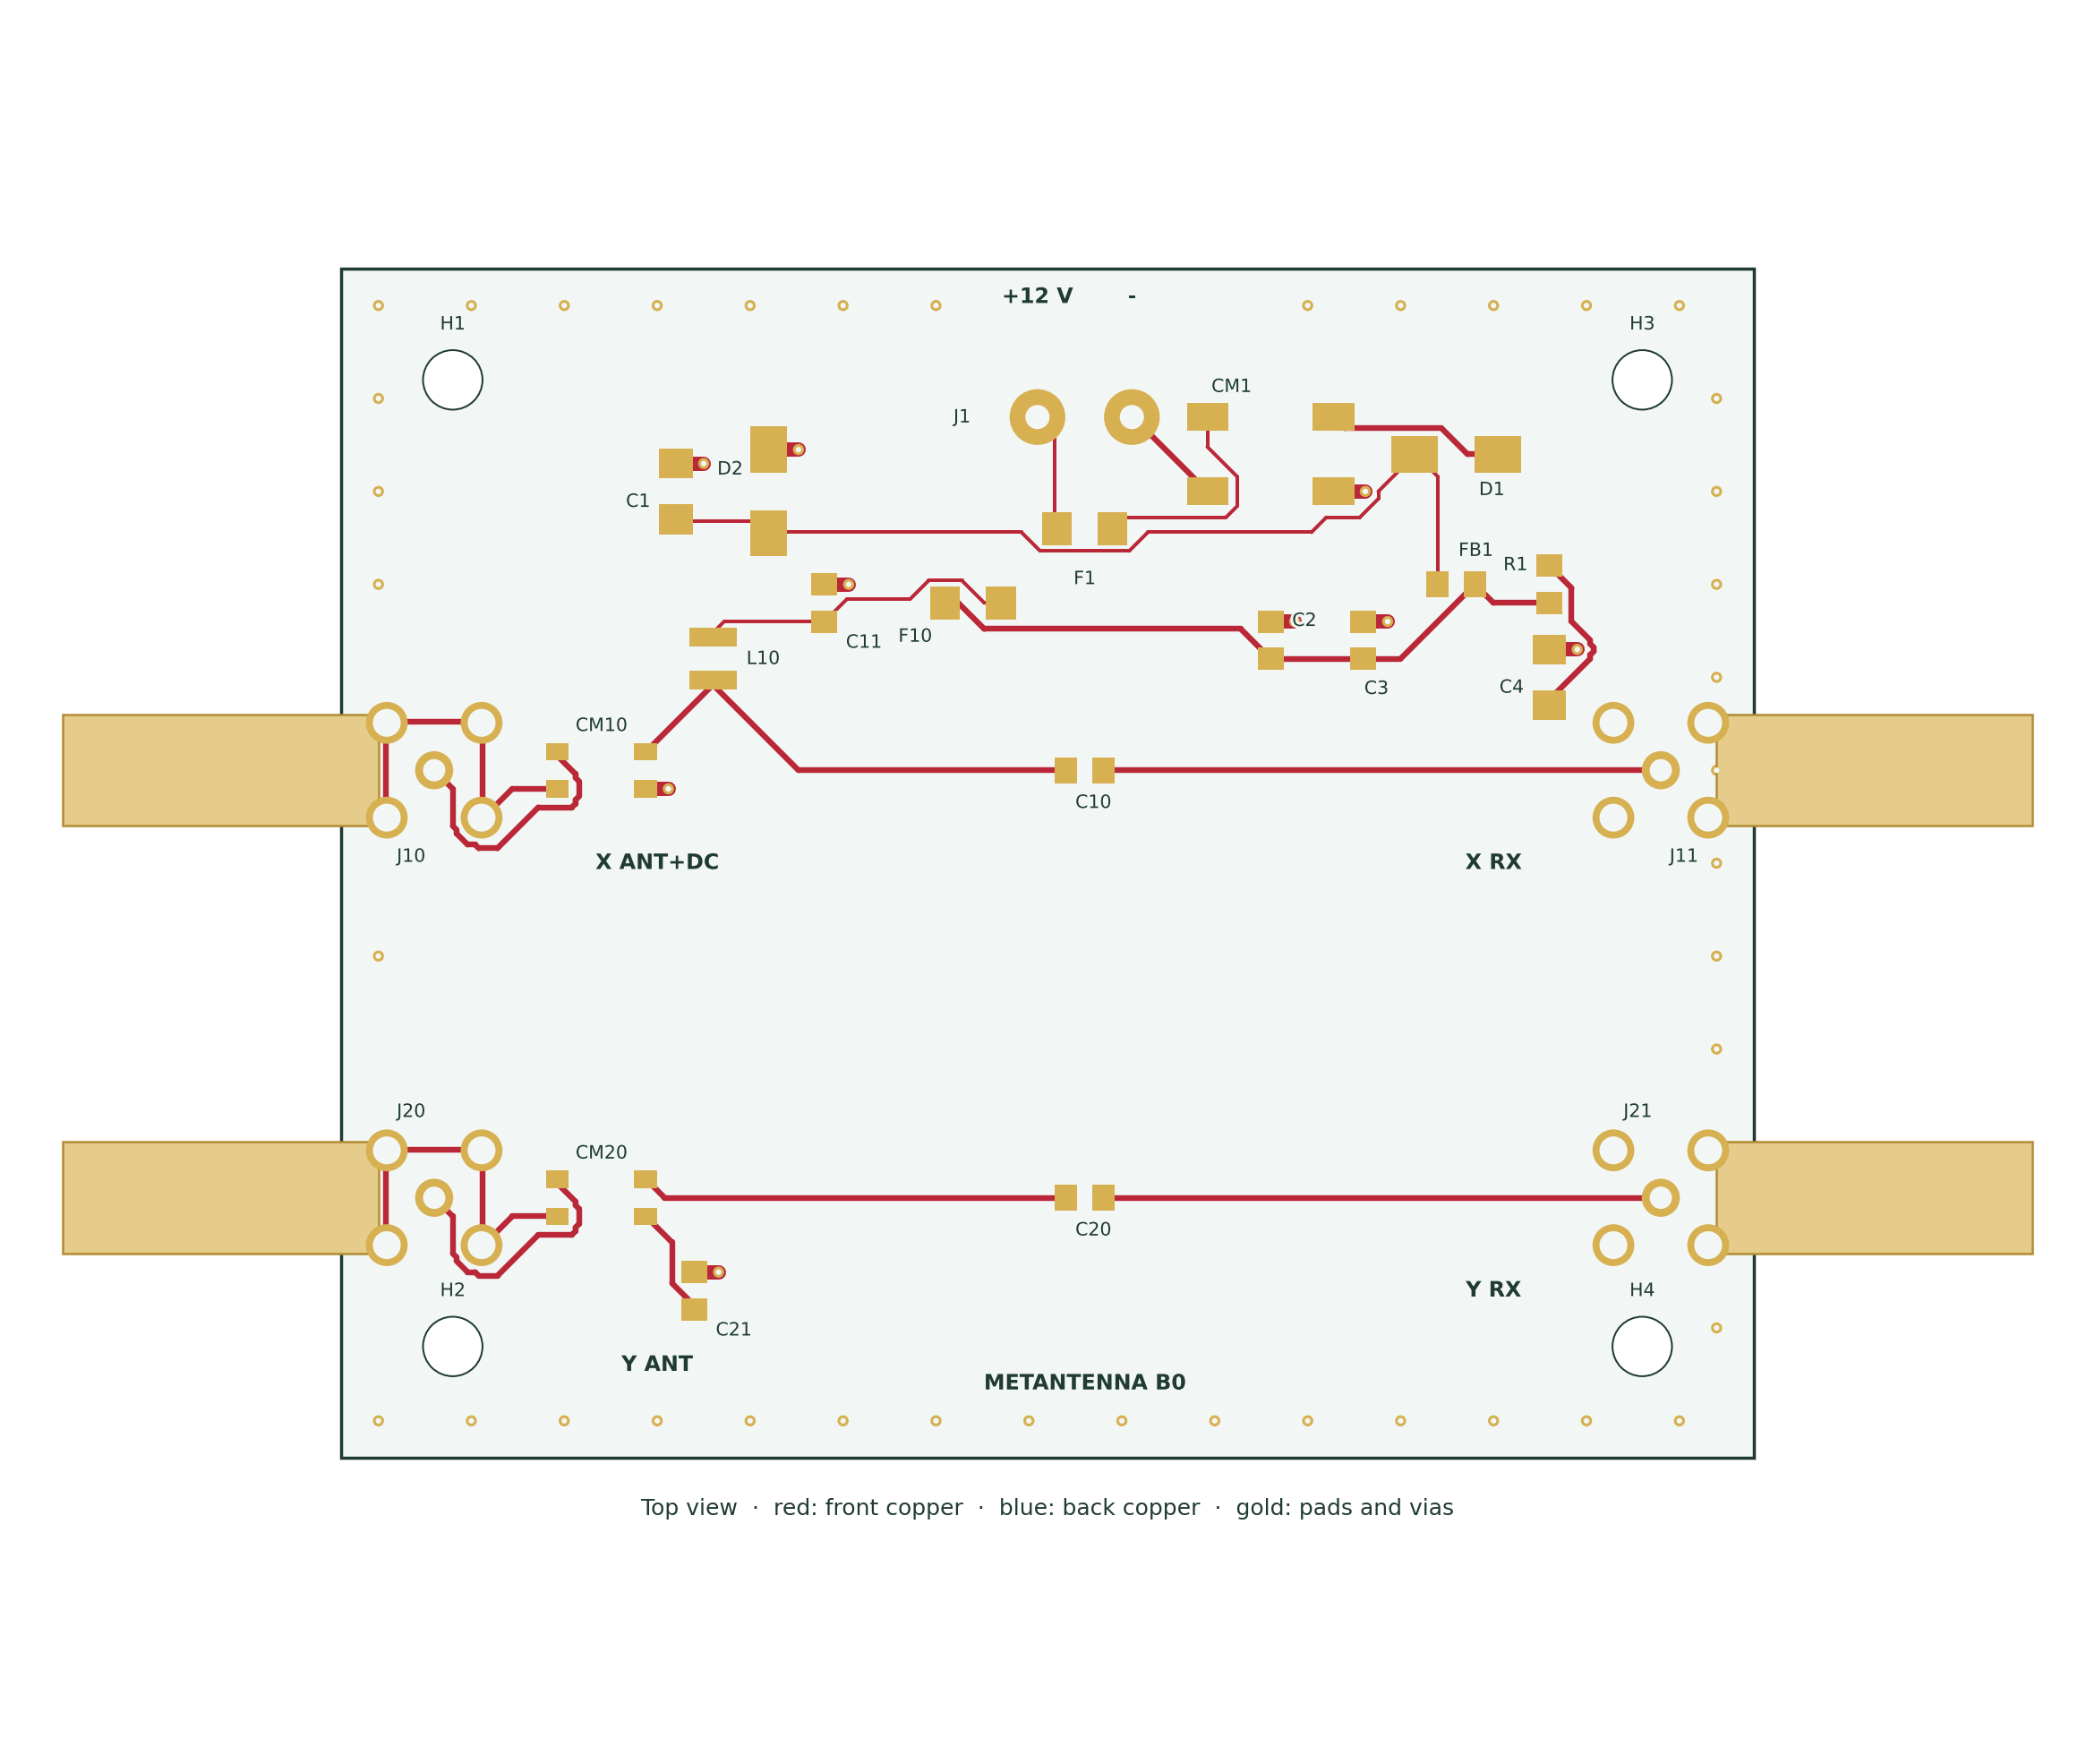 +12 V -
H1
H3
CM1
J1
D2
D1
C1
FB1
R1
F1
C2
C11
F10
L10
C4
C3
CM10
C10
J10
X ANT+DC
X RX
J11
J20
J21
CM20
C20
H2
Y RX
H4
C21
Y ANT
METANTENNA B0
Top view · red: front copper · blue: back copper · gold: pads and vias